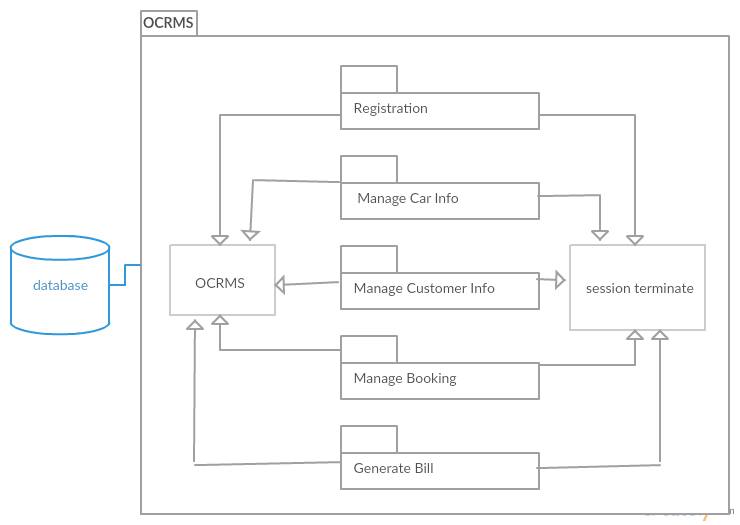 OCRMS
Registration
Manage Car Info
database
OCRMS
Manage Customer Info
session terminate
Manage Booking
Generate Bill